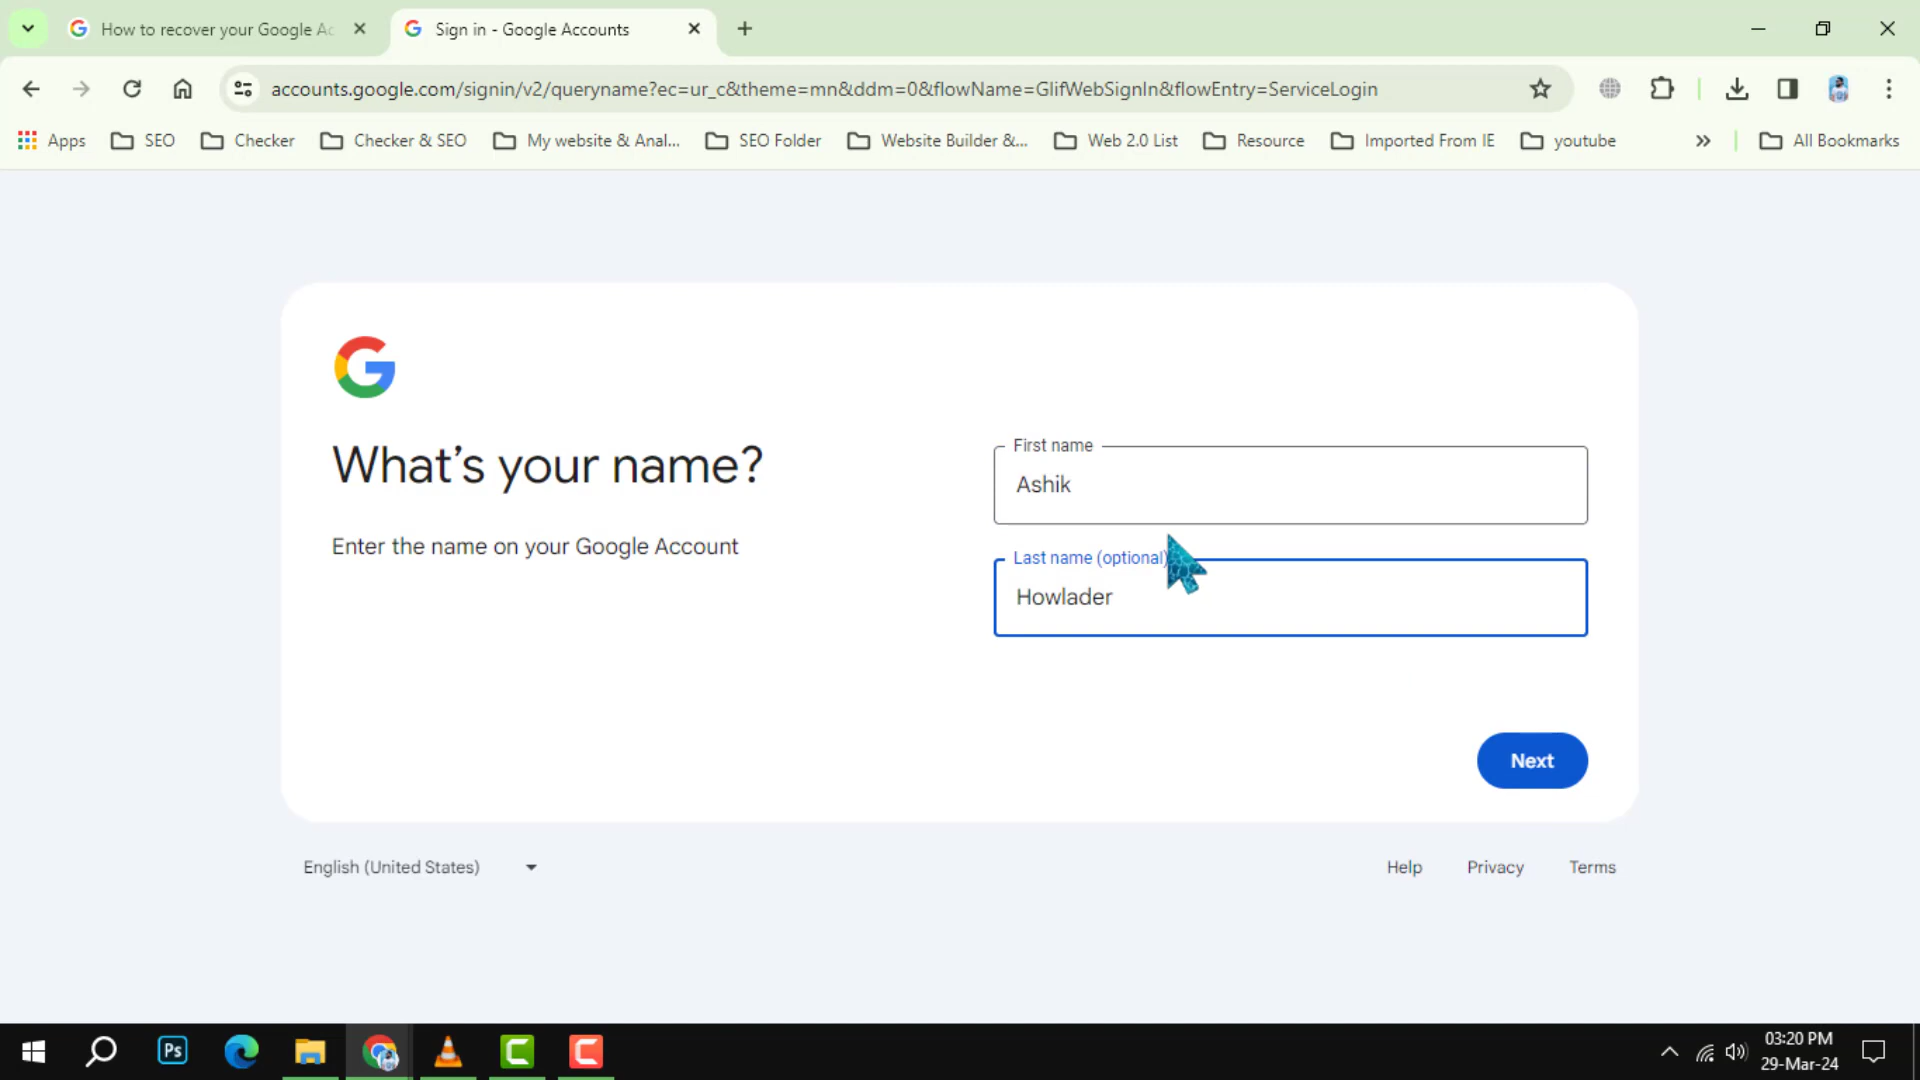 How to recover your Google Ac
Sign in - Google Accounts
accounts.google.com/signin/v2/queryname?ec=ur_c&theme=mn&ddm=0&flowName=GlifWebSignIn&flowEntry=ServiceLogin
Apps
SEO
Checker
Checker & SEO
My website & Anal...
SEO Folder
Website Builder &...
Web 2.0 List
Resource
Imported From IE
youtube
All Bookmarks
What's your name?
Enter the name on your Google Account
First name
Ashik
Last name (optional)
Howlader
Next
English (United States)
Help
Privacy
Terms
Ps
03:20 PM
29-Mar-24